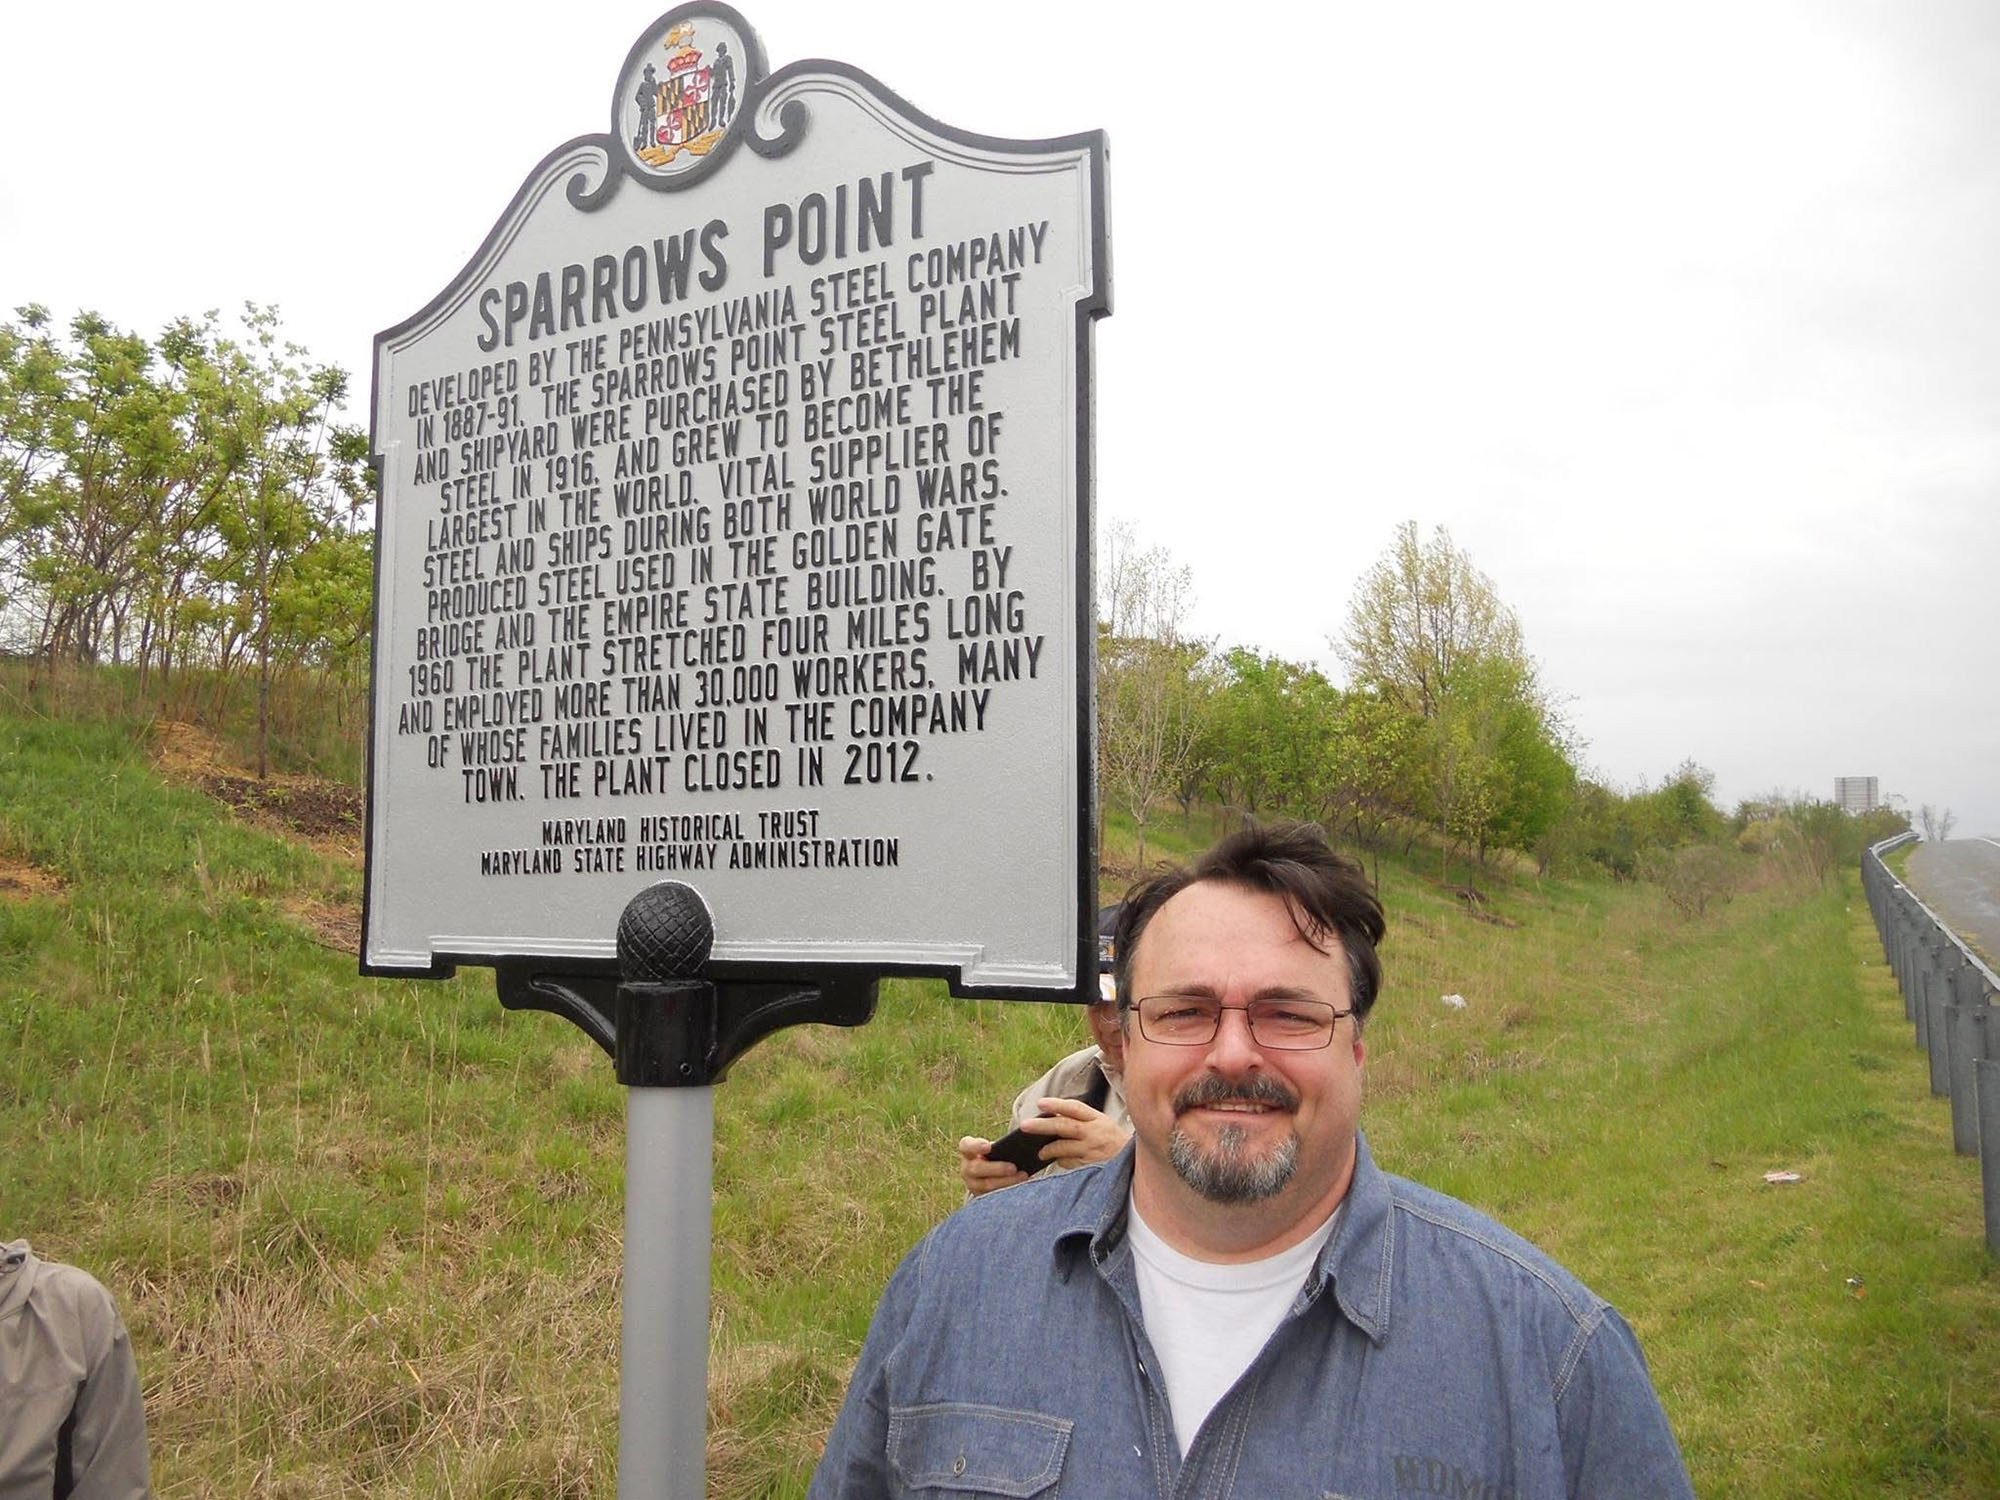 SPARROWS POINT
DEVELOPED BY THE PENNSYLVANIA STEEL COMPANY
IN 1887-91. THE SPARROWS POINT STEEL PLANT
AND SHIPYARD WERE PURCHASED BY BETHLEHEM
STEEL IN 1916, AND GREW TO BECOME THE
LARGEST IN THE WORLD. VITAL SUPPLIER OF
STEEL AND SHIPS DURING BOTH WORLD WARS.
PRODUCED STEEL USED IN THE GOLDEN GATE
BRIDGE AND THE EMPIRE STATE BUILDING. BY
1960 THE PLANT STRETCHED FOUR MILES LONG
AND EMPLOYED MORE THAN 30,000 WORKERS, MANY
OF WHOSE FAMILIES LIVED IN THE COMPANY
TOWN. THE PLANT CLOSED IN 2012.
MARYLAND HISTORICAL TRUST
MARYLAND STATE HIGHWAY ADMINISTRATION